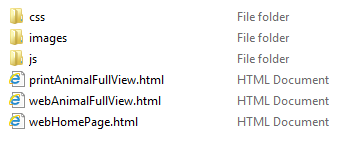 css File folder
images File folder
js File folder
printAnimalFullView.html HTML Document
webAnimalFullView.html HTML Document
webHomePage.html HTML Document